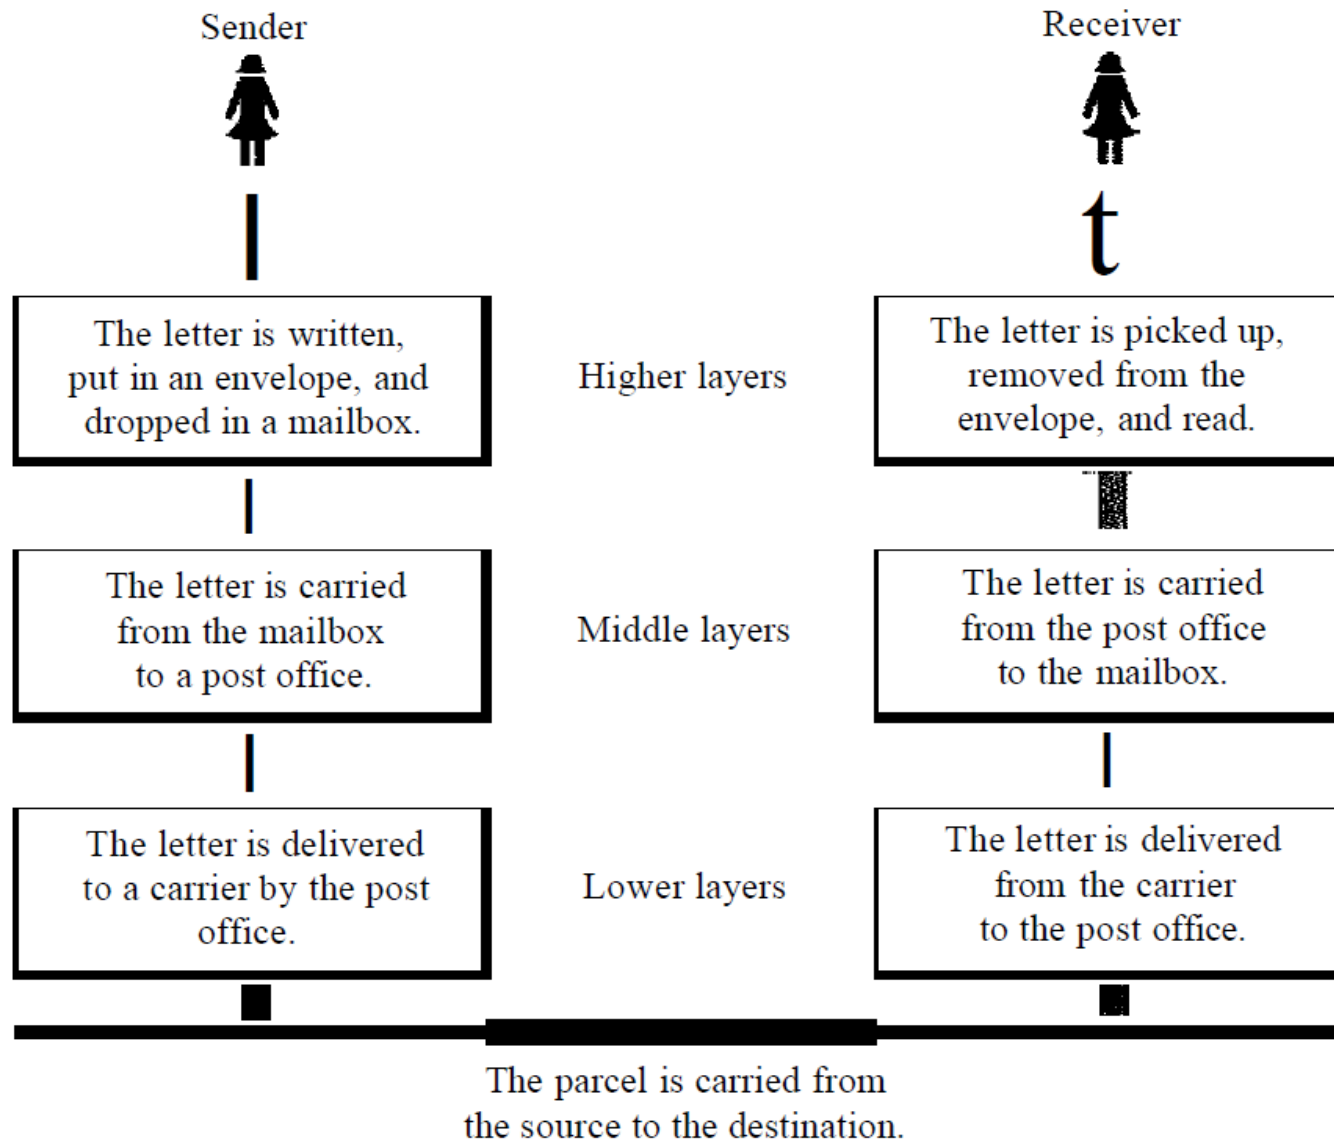 Sender
Receiver
The letter is written,
put in an envelope, and
dropped in a mailbox.
Higher layers
The letter is picked up,
removed from the
envelope, and read.
The letter is carried
from the mailbox
to a post office.
Middle layers
The letter is carried
from the post office
to the mailbox.
The letter is delivered
to a carrier by the post
office.
Lower layers
The letter is delivered
from the carrier
to the post office.
The parcel is carried from
the source to the destination.